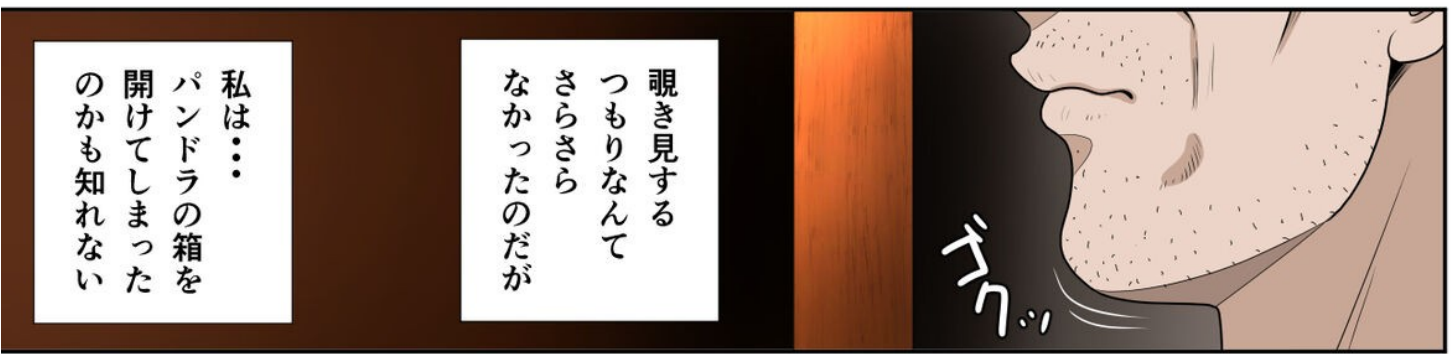 覗き見する
つもりなんて
さらさら
なかったのだが
私は・・・
パンドラの箱を
開けてしまった
のかも知れない
ゴクッ